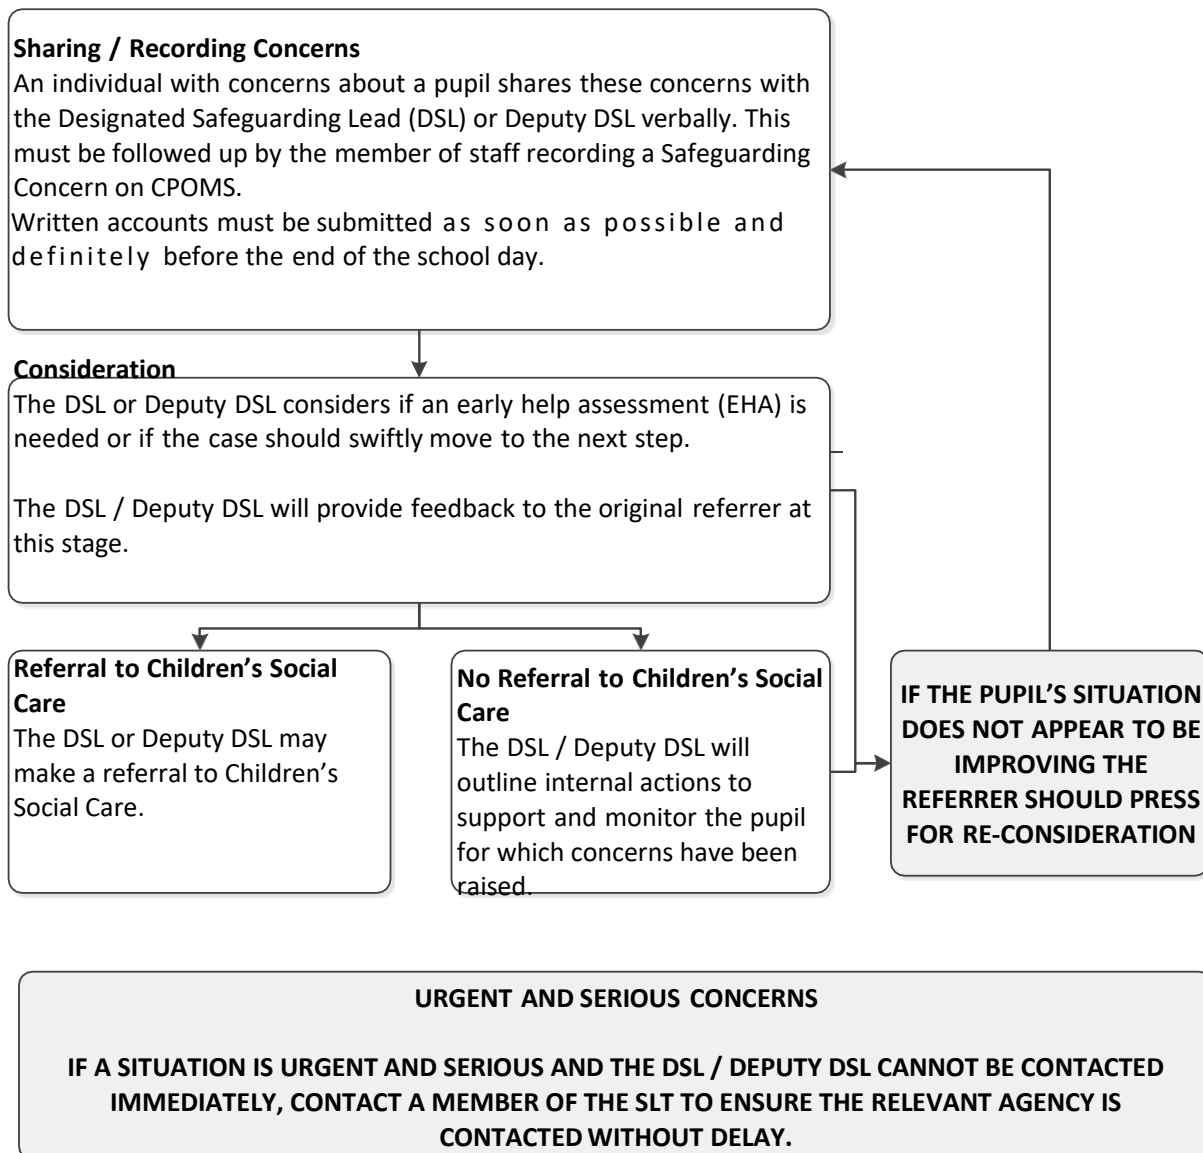 Sharing / Recording Concerns
An individual with concerns about a pupil shares these concerns with
the Designated Safeguarding Lead (DSL) or Deputy DSL verbally. This
must be followed up by the member of staff recording a Safeguarding
Concern on CPOMS.
Written accounts must be submitted as soon as possible and
definitely before the end of the school day.
Consideration
The DSL or Deputy DSL considers if an early help assessment (EHA) is
needed or if the case should swiftly move to the next step.
The DSL / Deputy DSL will provide feedback to the original referrer at
this stage.
Referral to Children’s Social
Care
The DSL or Deputy DSL may
make a referral to Children’s
Social Care.
No Referral to Children’s Social
Care
The DSL / Deputy DSL will
outline internal actions to
support and monitor the pupil
for which concerns have been
raised.
IF THE PUPIL’S SITUATION
DOES NOT APPEAR TO BE
IMPROVING THE
REFERRER SHOULD PRESS
FOR RE-CONSIDERATION
URGENT AND SERIOUS CONCERNS
IF A SITUATION IS URGENT AND SERIOUS AND THE DSL / DEPUTY DSL CANNOT BE CONTACTED
IMMEDIATELY, CONTACT A MEMBER OF THE SLT TO ENSURE THE RELEVANT AGENCY IS
CONTACTED WITHOUT DELAY.